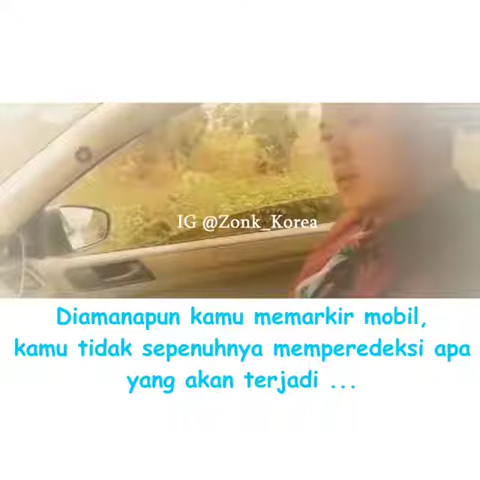 IG @Zonk_Korea
Diamanapun kamu memarkir mobil,
kamu tidak sepenuhnya memperedeksi apa
yang akan terjadi ...